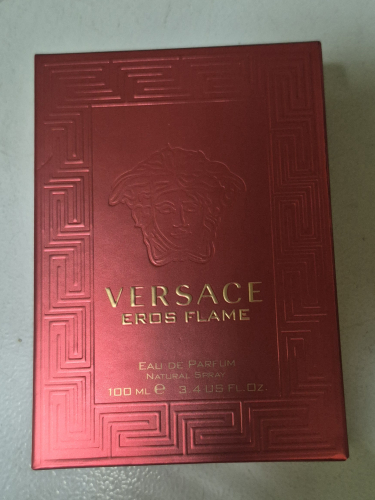 VERSACE
EROS FLAME
EAU DE PARFUM
NATURAL SPRAY
100 ML ℮ 3.4 US FL.OZ.